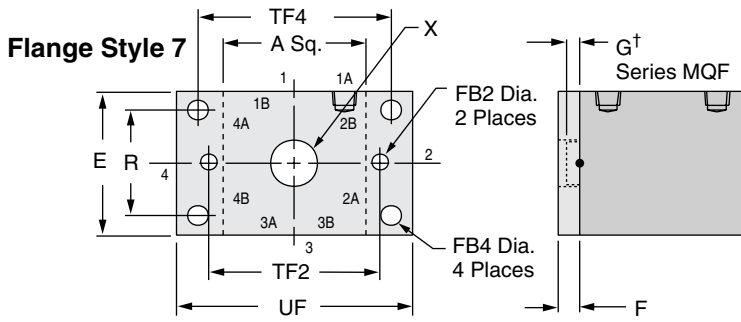 Flange Style 7
TF4
A Sq.
X
G†
Series MQF
1
1A
1B
FB2 Dia.
2 Places
4A
2B
E
R
2
4
4B
2A
3A
3B
3
FB4 Dia.
4 Places
TF2
UF
F